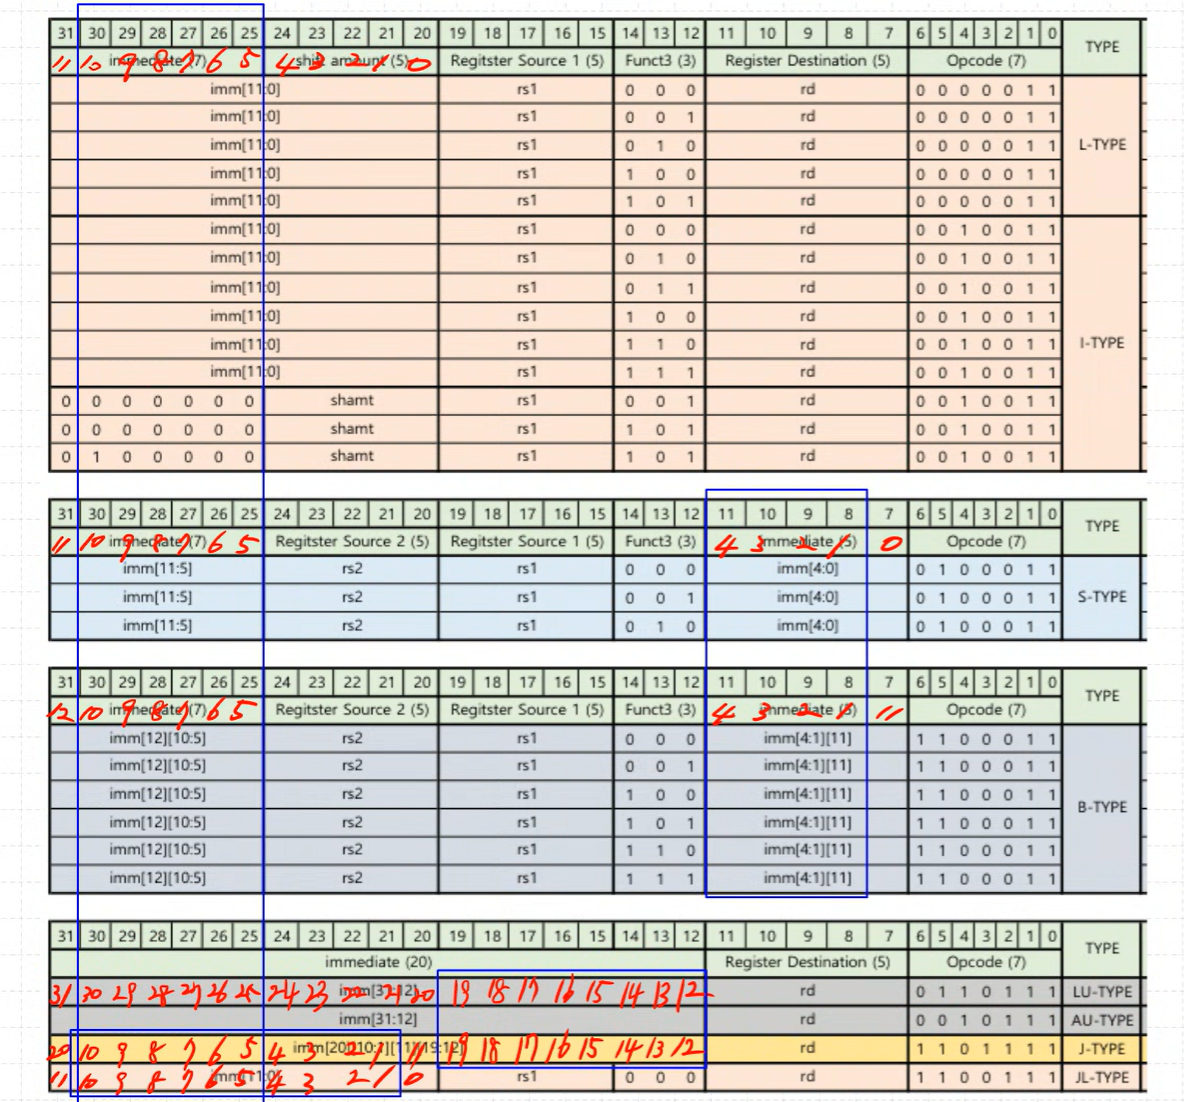 31 30 29 28 27 26 25 24 23 22 21 20 19 18 17 16 15 14 13 12 11 10 9 8 7 6 5 4 3 2 1 0 TYPE
immediate (7) shift amount (5) Regitster Source 1 (5) Funct3 (3) Register Destination (5) Opcode (7)
11 10 9 8 7 6 5 4 3 2 1 0
imm[11:0] rs1 0 0 0 rd 0 0 0 0 0 1 1
imm[11:0] rs1 0 0 1 rd 0 0 0 0 0 1 1
imm[11:0] rs1 0 1 0 rd 0 0 0 0 0 1 1 L-TYPE
imm[11:0] rs1 1 0 0 rd 0 0 0 0 0 1 1
imm[11:0] rs1 1 0 1 rd 0 0 0 0 0 1 1
imm[11:0] rs1 0 0 0 rd 0 0 1 0 0 1 1
imm[11:0] rs1 0 1 0 rd 0 0 1 0 0 1 1
imm[11:0] rs1 0 1 1 rd 0 0 1 0 0 1 1
imm[11:0] rs1 1 0 0 rd 0 0 1 0 0 1 1
imm[11:0] rs1 1 1 0 rd 0 0 1 0 0 1 1 I-TYPE
imm[11:0] rs1 1 1 1 rd 0 0 1 0 0 1 1
0 0 0 0 0 0 0 shamt rs1 0 0 1 rd 0 0 1 0 0 1 1
0 0 0 0 0 0 0 shamt rs1 1 0 1 rd 0 0 1 0 0 1 1
0 1 0 0 0 0 0 shamt rs1 1 0 1 rd 0 0 1 0 0 1 1
31 30 29 28 27 26 25 24 23 22 21 20 19 18 17 16 15 14 13 12 11 10 9 8 7 6 5 4 3 2 1 0 TYPE
immediate (7) Regitster Source 2 (5) Regitster Source 1 (5) Funct3 (3) immediate (5) Opcode (7)
11 10 9 8 7 6 5 4 3 2 1 0
imm[11:5] rs2 rs1 0 0 0 imm[4:0] 0 1 0 0 0 1 1
imm[11:5] rs2 rs1 0 0 1 imm[4:0] 0 1 0 0 0 1 1 S-TYPE
imm[11:5] rs2 rs1 0 1 0 imm[4:0] 0 1 0 0 0 1 1
31 30 29 28 27 26 25 24 23 22 21 20 19 18 17 16 15 14 13 12 11 10 9 8 7 6 5 4 3 2 1 0 TYPE
immediate (7) Regitster Source 2 (5) Regitster Source 1 (5) Funct3 (3) immediate (5) Opcode (7)
12 10 9 8 7 6 5 4 3 2 1 11
imm[12][10:5] rs2 rs1 0 0 0 imm[4:1][11] 1 1 0 0 0 1 1
imm[12][10:5] rs2 rs1 0 0 1 imm[4:1][11] 1 1 0 0 0 1 1
imm[12][10:5] rs2 rs1 1 0 0 imm[4:1][11] 1 1 0 0 0 1 1 B-TYPE
imm[12][10:5] rs2 rs1 1 0 1 imm[4:1][11] 1 1 0 0 0 1 1
imm[12][10:5] rs2 rs1 1 1 0 imm[4:1][11] 1 1 0 0 0 1 1
imm[12][10:5] rs2 rs1 1 1 1 imm[4:1][11] 1 1 0 0 0 1 1
31 30 29 28 27 26 25 24 23 22 21 20 19 18 17 16 15 14 13 12 11 10 9 8 7 6 5 4 3 2 1 0 TYPE
immediate (20) Register Destination (5) Opcode (7)
imm[31:12] rd 0 1 1 0 1 1 1 LU-TYPE
31 30 29 28 27 26 25 24 23 22 21 20 19 18 17 16 15 14 13 12
imm[31:12] rd 0 0 1 0 1 1 1 AU-TYPE
imm[20][10:1][11][19:12] rd 1 1 0 1 1 1 1 J-TYPE
20 10 9 8 7 6 5 4 3 2 1 11 19 18 17 16 15 14 13 12
imm[11:0] rs1 0 0 0 rd 1 1 0 0 1 1 1 JL-TYPE
11 10 9 8 7 6 5 4 3 2 1 0